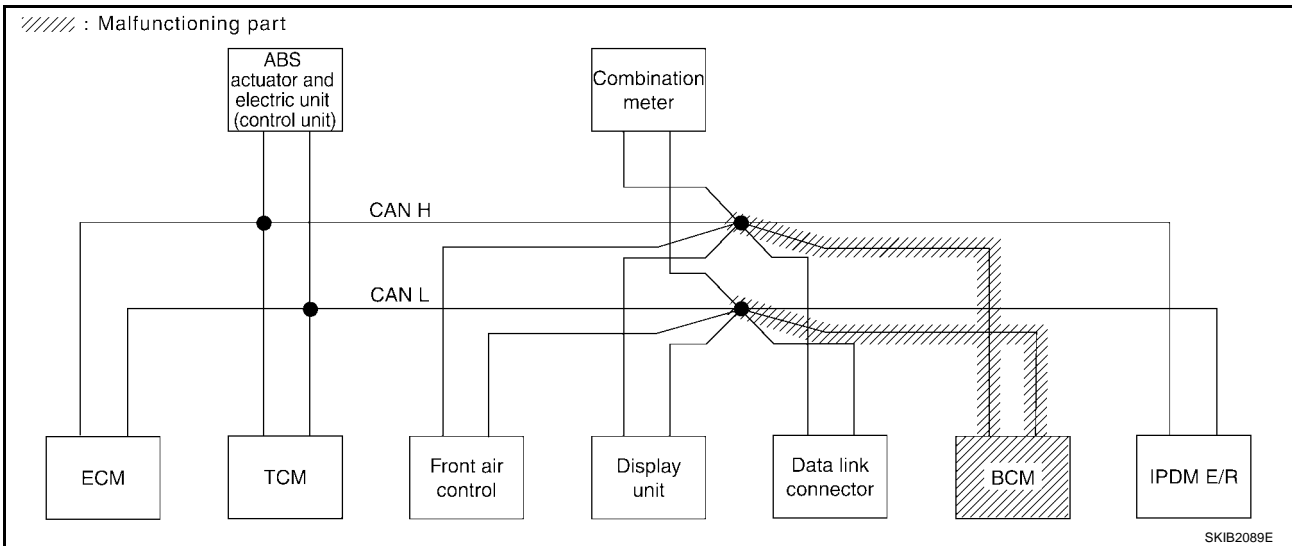 : Malfunctioning part
ABS
actuator and
electric unit
(control unit)
Combination
meter
CAN H
CAN L
ECM
TCM
Front air
control
Display
unit
Data link
connector
BCM
IPDM E/R
SKIB2089E